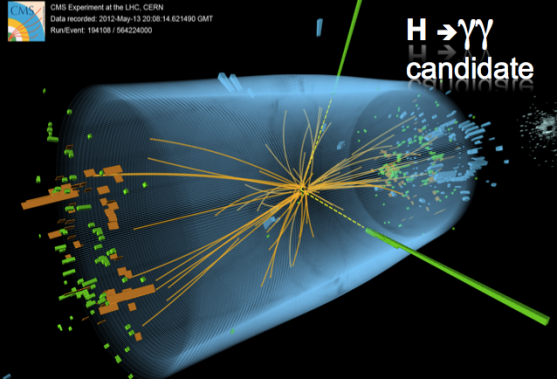 CMS
CMS Experiment at the LHC, CERN
Data recorded: 2012-May-13 20:08:14.621490 GMT
Run/Event: 194108 / 564224000
H → γγ
candidate